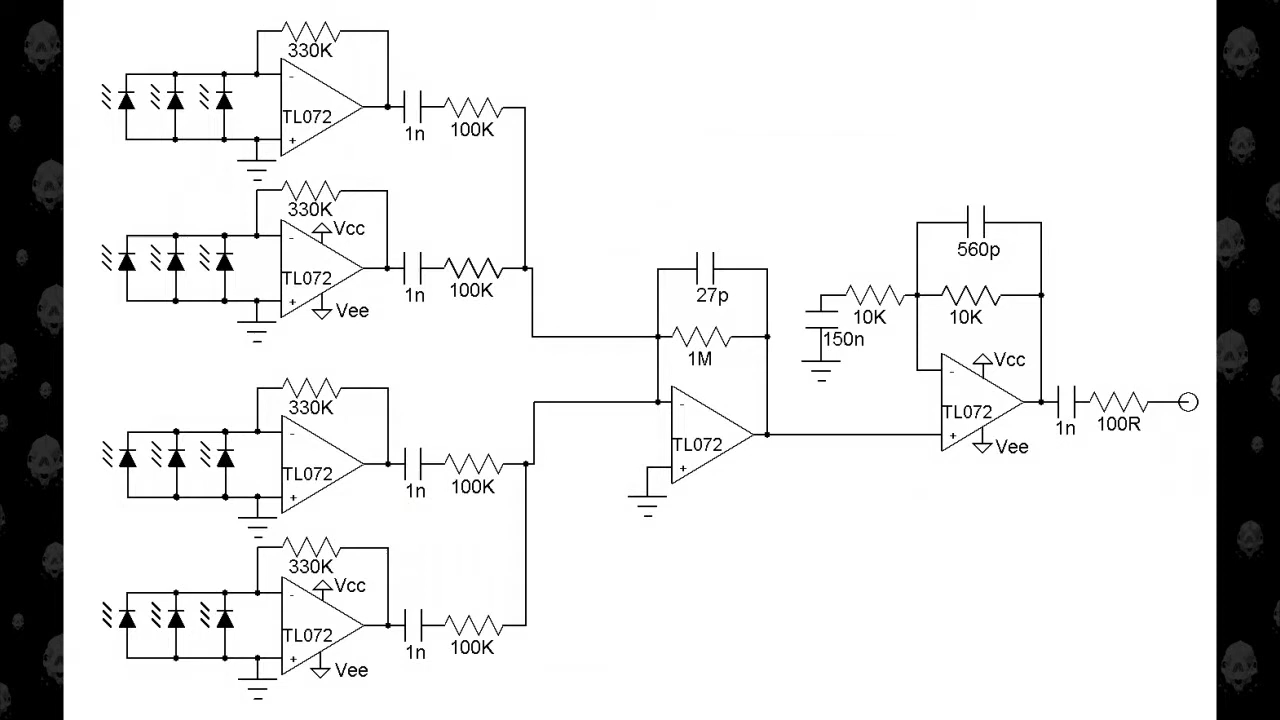 330K
-
TL072
+
1n
100K
330K
Vcc
-
TL072
+
1n
100K
Vee
330K
-
TL072
+
1n
100K
330K
Vcc
-
TL072
+
1n
100K
Vee
27p
1M
-
TL072
+
560p
10K
10K
150n
Vcc
-
TL072
+
Vee
1n
100R